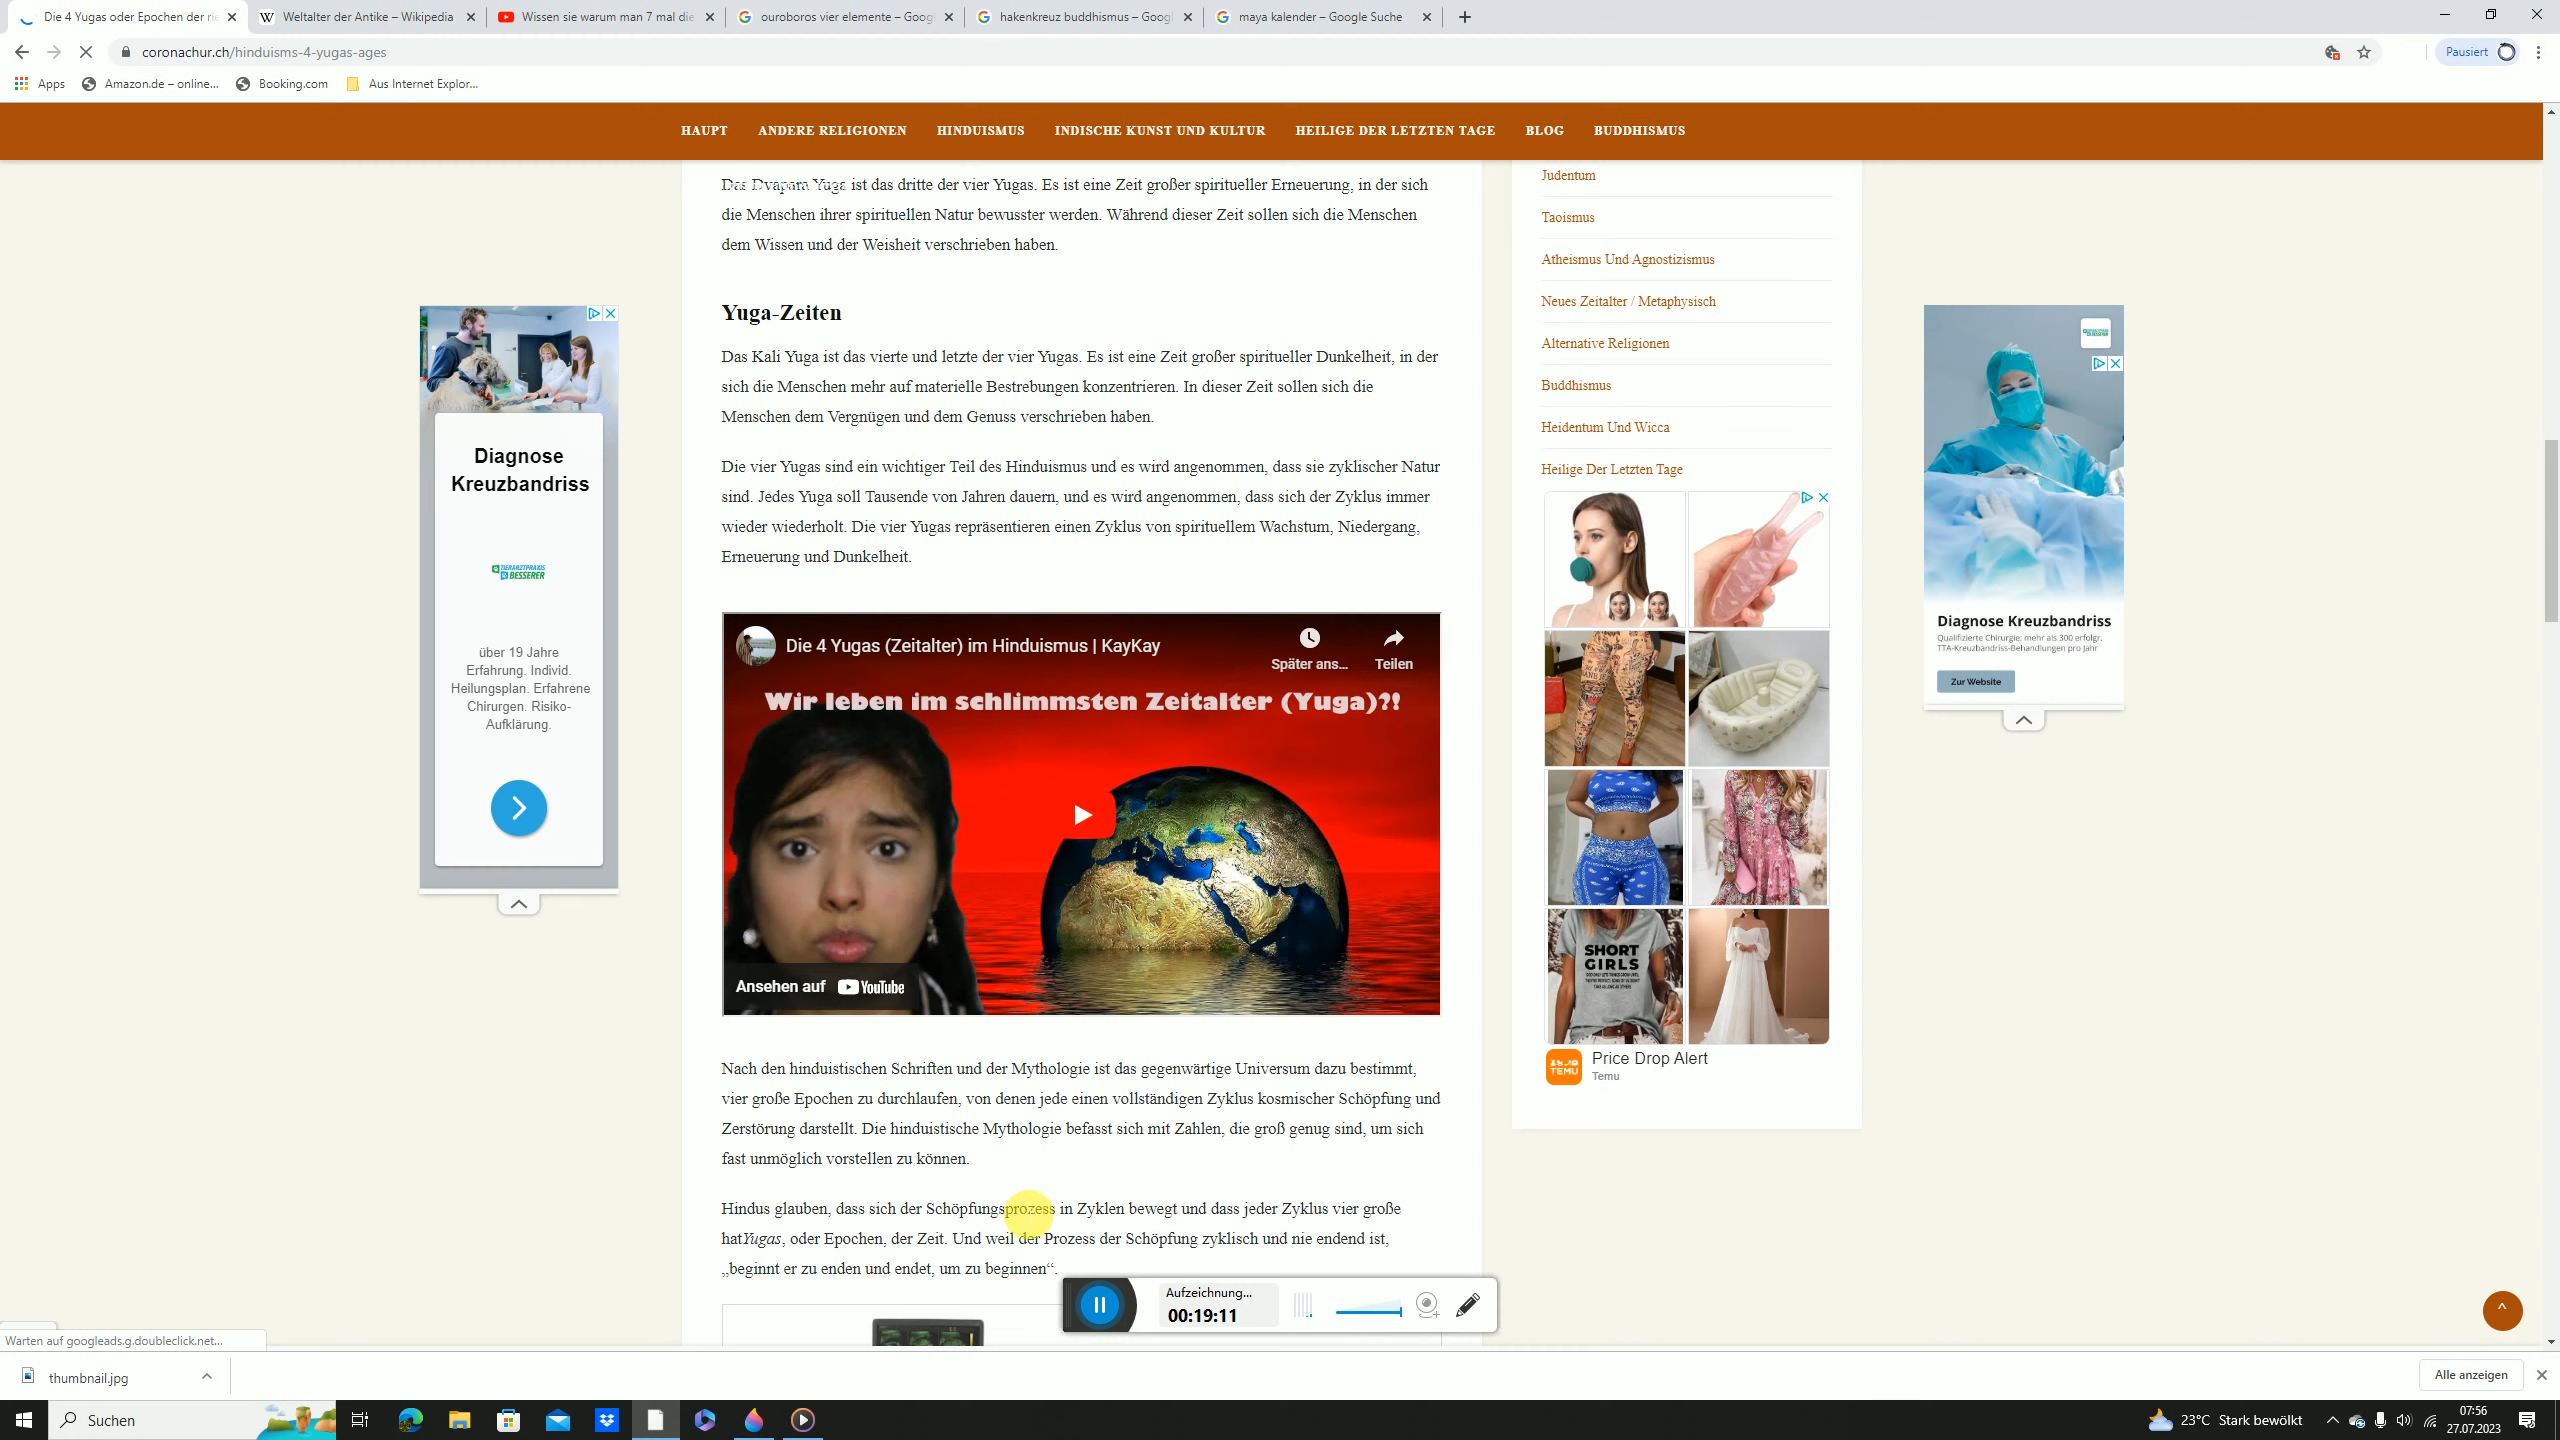 Die 4 Yugas oder Epochen der rie
Weltalter der Antike – Wikipedia
Wissen sie warum man 7 mal die
ouroboros vier elemente – Goog
hakenkreuz buddhismus – Googl
maya kalender – Google Suche
coronachur.ch/hinduisms-4-yugas-ages
Pausiert
Apps
Amazon.de – online...
Booking.com
Aus Internet Explor...
HAUPT
ANDERE RELIGIONEN
HINDUISMUS
INDISCHE KUNST UND KULTUR
HEILIGE DER LETZTEN TAGE
BLOG
BUDDHISMUS
Das Dvapara Yuga ist das dritte der vier Yugas. Es ist eine Zeit großer spiritueller Erneuerung, in der sich
die Menschen ihrer spirituellen Natur bewusster werden. Während dieser Zeit sollen sich die Menschen
dem Wissen und der Weisheit verschrieben haben.
Yuga-Zeiten
Das Kali Yuga ist das vierte und letzte der vier Yugas. Es ist eine Zeit großer spiritueller Dunkelheit, in der
sich die Menschen mehr auf materielle Bestrebungen konzentrieren. In dieser Zeit sollen sich die
Menschen dem Vergnügen und dem Genuss verschrieben haben.
Die vier Yugas sind ein wichtiger Teil des Hinduismus und es wird angenommen, dass sie zyklischer Natur
sind. Jedes Yuga soll Tausende von Jahren dauern, und es wird angenommen, dass sich der Zyklus immer
wieder wiederholt. Die vier Yugas repräsentieren einen Zyklus von spirituellem Wachstum, Niedergang,
Erneuerung und Dunkelheit.
Die 4 Yugas (Zeitalter) im Hinduismus | KayKay
Später ans...
Teilen
Wir leben im schlimmsten Zeitalter (Yuga)?!
Ansehen auf YouTube
Nach den hinduistischen Schriften und der Mythologie ist das gegenwärtige Universum dazu bestimmt,
vier große Epochen zu durchlaufen, von denen jede einen vollständigen Zyklus kosmischer Schöpfung und
Zerstörung darstellt. Die hinduistische Mythologie befasst sich mit Zahlen, die groß genug sind, um sich
fast unmöglich vorstellen zu können.
Hindus glauben, dass sich der Schöpfungsprozess in Zyklen bewegt und dass jeder Zyklus vier große
hatYugas, oder Epochen, der Zeit. Und weil der Prozess der Schöpfung zyklisch und nie endend ist,
„beginnt er zu enden und endet, um zu beginnen“.
Judentum
Taoismus
Atheismus Und Agnostizismus
Neues Zeitalter / Metaphysisch
Alternative Religionen
Buddhismus
Heidentum Und Wicca
Heilige Der Letzten Tage
SHORT
GIRLS
TEMU
Price Drop Alert
Temu
Diagnose
Kreuzbandriss
TIERARZTPRAXIS
BESSERER
über 19 Jahre
Erfahrung. Individ.
Heilungsplan. Erfahrene
Chirurgen. Risiko-
Aufklärung.
Diagnose Kreuzbandriss
Qualifizierte Chirurgie: mehr als 300 erfolgr.
TTA-Kreuzbandriss-Behandlungen pro Jahr
Zur Website
Aufzeichnung...
00:19:11
Warten auf googleads.g.doubleclick.net...
thumbnail.jpg
Alle anzeigen
Suchen
23°C Stark bewölkt
07:56
27.07.2023